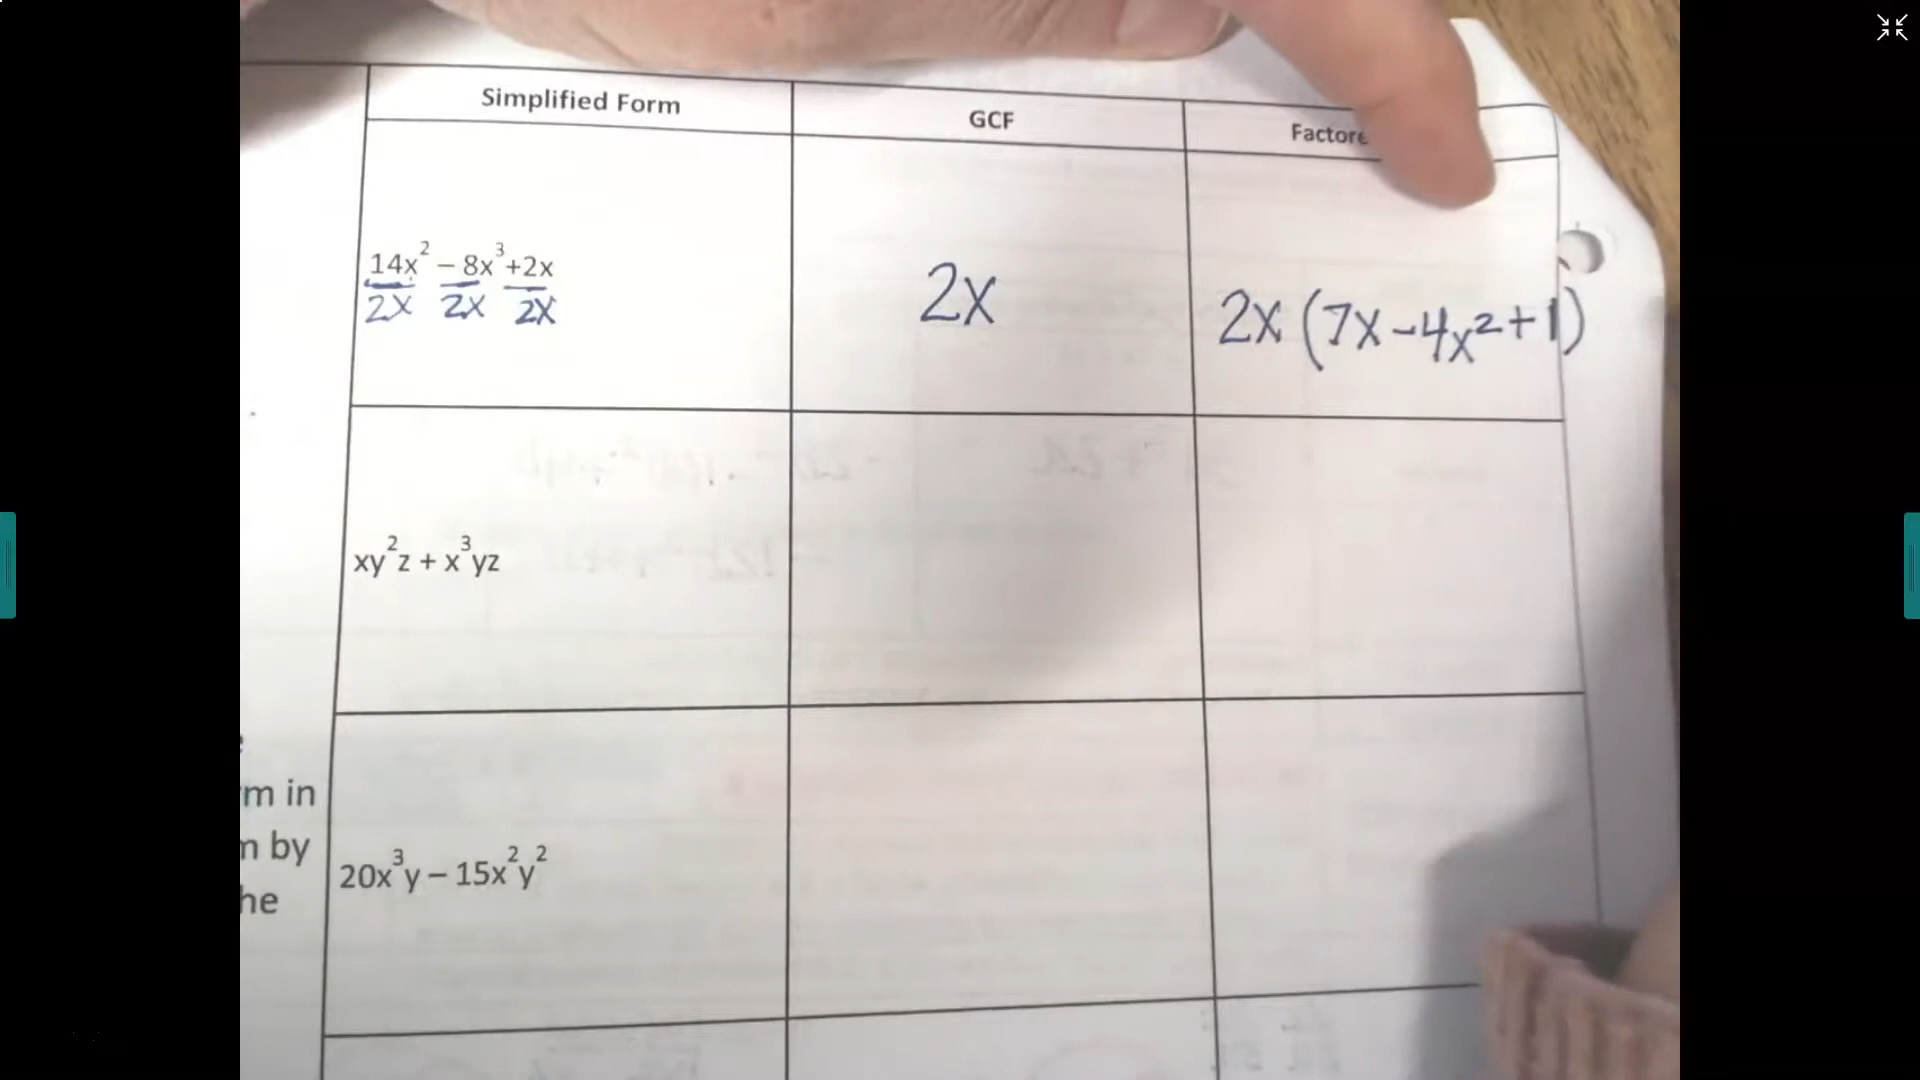 Simplified Form
GCF
Factore
14x² – 8x³ +2x
2x 2x 2x
2x
2x (7x – 4x² + 1)
xy²z + x³yz
m in
by
he
20x³y – 15x²y²